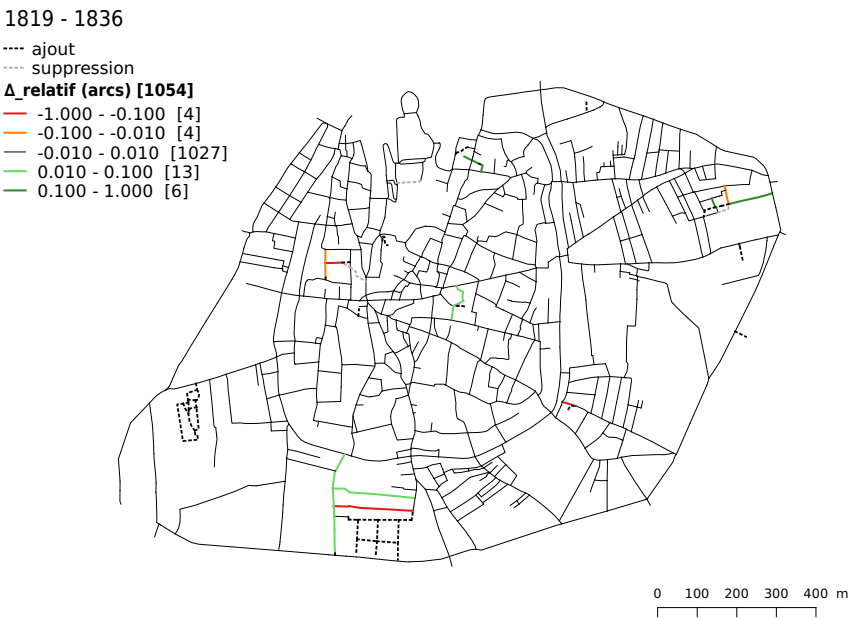 1819 - 1836
ajout
suppression
Δ_relatif (arcs) [1054]
-1.000 - -0.100 [4]
-0.100 - -0.010 [4]
-0.010 - 0.010 [1027]
0.010 - 0.100 [13]
0.100 - 1.000 [6]
0 100 200 300 400 m